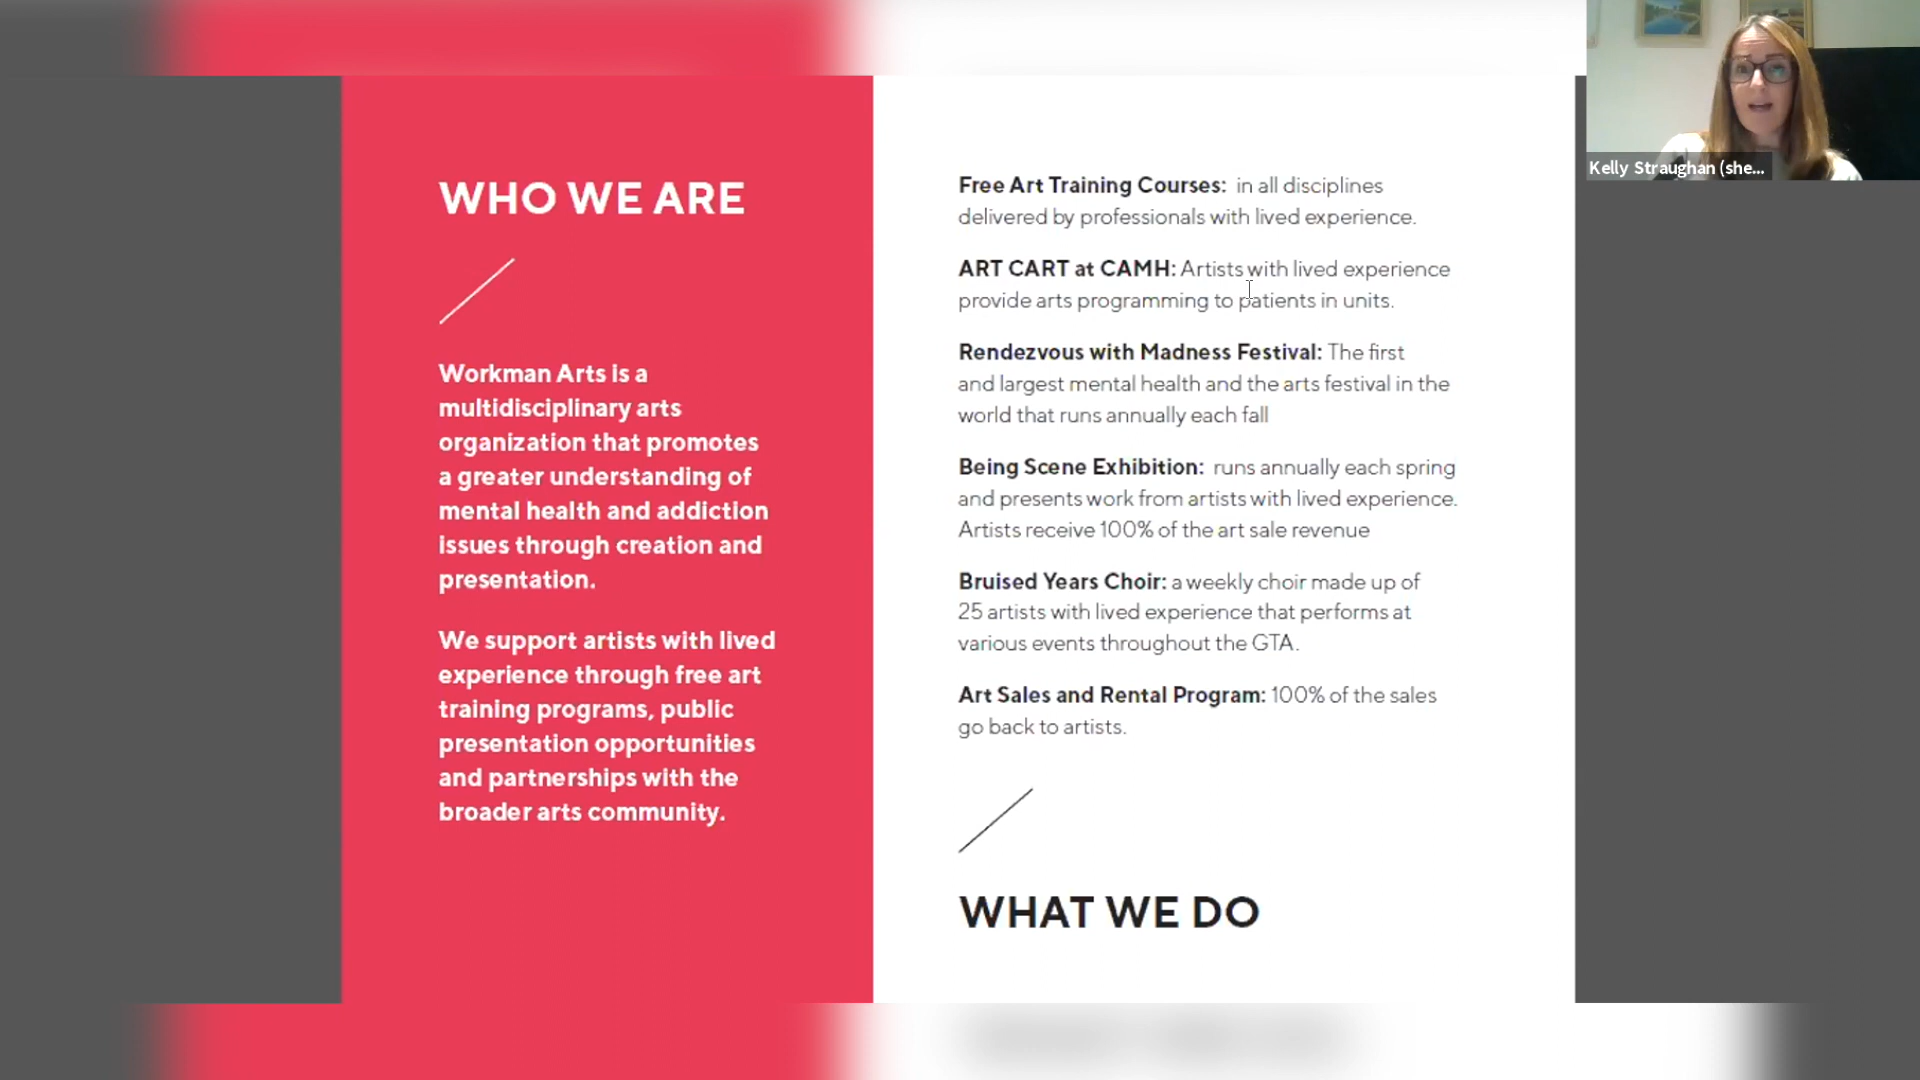 WHO WE ARE
Workman Arts is a
multidisciplinary arts
organization that promotes
a greater understanding of
mental health and addiction
issues through creation and
presentation.
We support artists with lived
experience through free art
training programs, public
presentation opportunities
and partnerships with the
broader arts community.
Free Art Training Courses: in all disciplines
delivered by professionals with lived experience.
ART CART at CAMH: Artists with lived experience
provide arts programming to patients in units.
Rendezvous with Madness Festival: The first
and largest mental health and the arts festival in the
world that runs annually each fall
Being Scene Exhibition: runs annually each spring
and presents work from artists with lived experience.
Artists receive 100% of the art sale revenue
Bruised Years Choir: a weekly choir made up of
25 artists with lived experience that performs at
various events throughout the GTA.
Art Sales and Rental Program: 100% of the sales
go back to artists.
WHAT WE DO
Kelly Straughan (she...